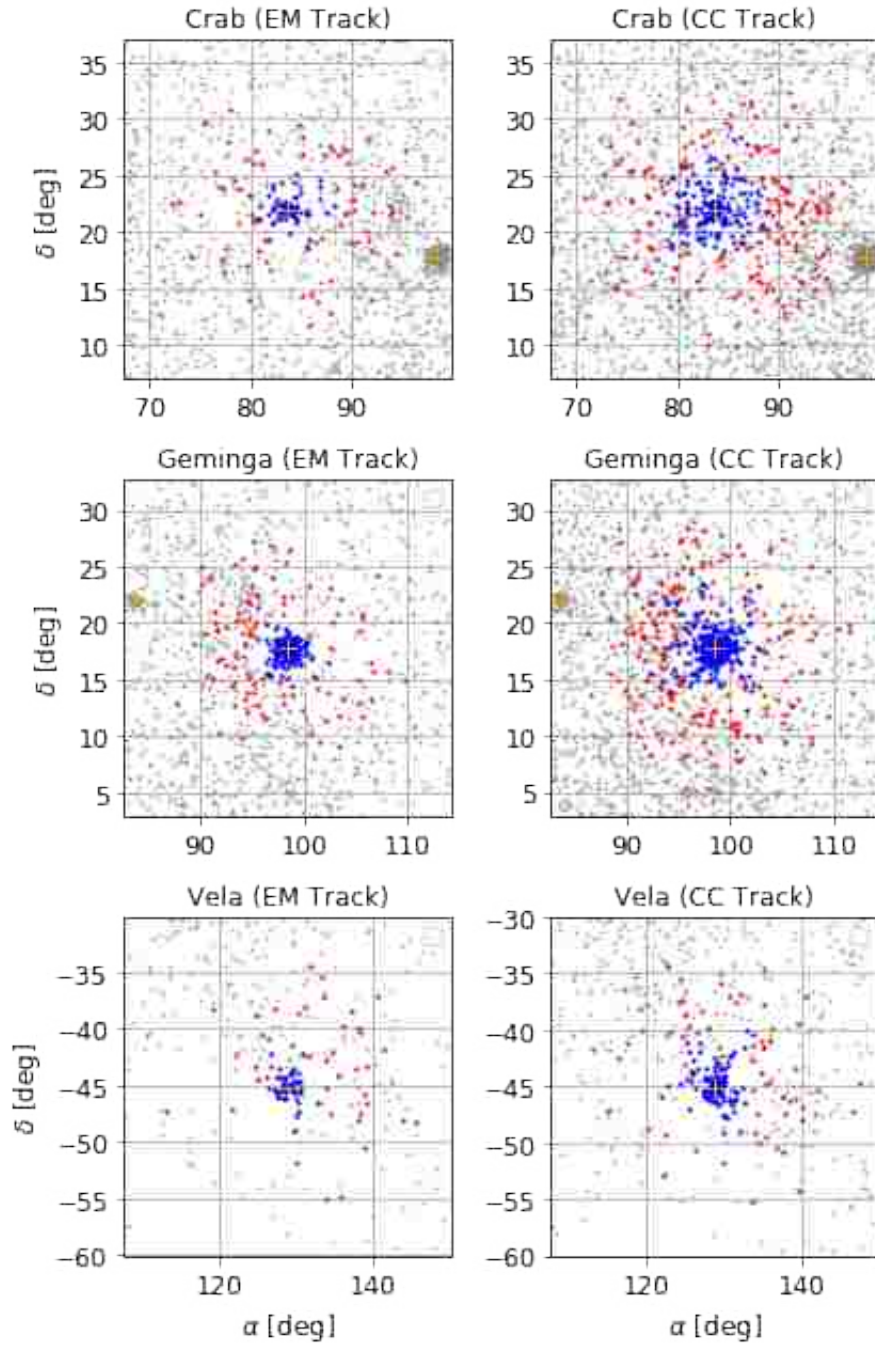 Crab (EM Track)
Crab (CC Track)
δ [deg]
35
30
25
20
15
10
70 80 90
35
30
25
20
15
10
70 80 90
Geminga (EM Track)
Geminga (CC Track)
δ [deg]
30
25
20
15
10
5
90 100 110
30
25
20
15
10
5
90 100 110
Vela (EM Track)
Vela (CC Track)
δ [deg]
−35
−40
−45
−50
−55
−60
120 140
α [deg]
−30
−35
−40
−45
−50
−55
−60
120 140
α [deg]